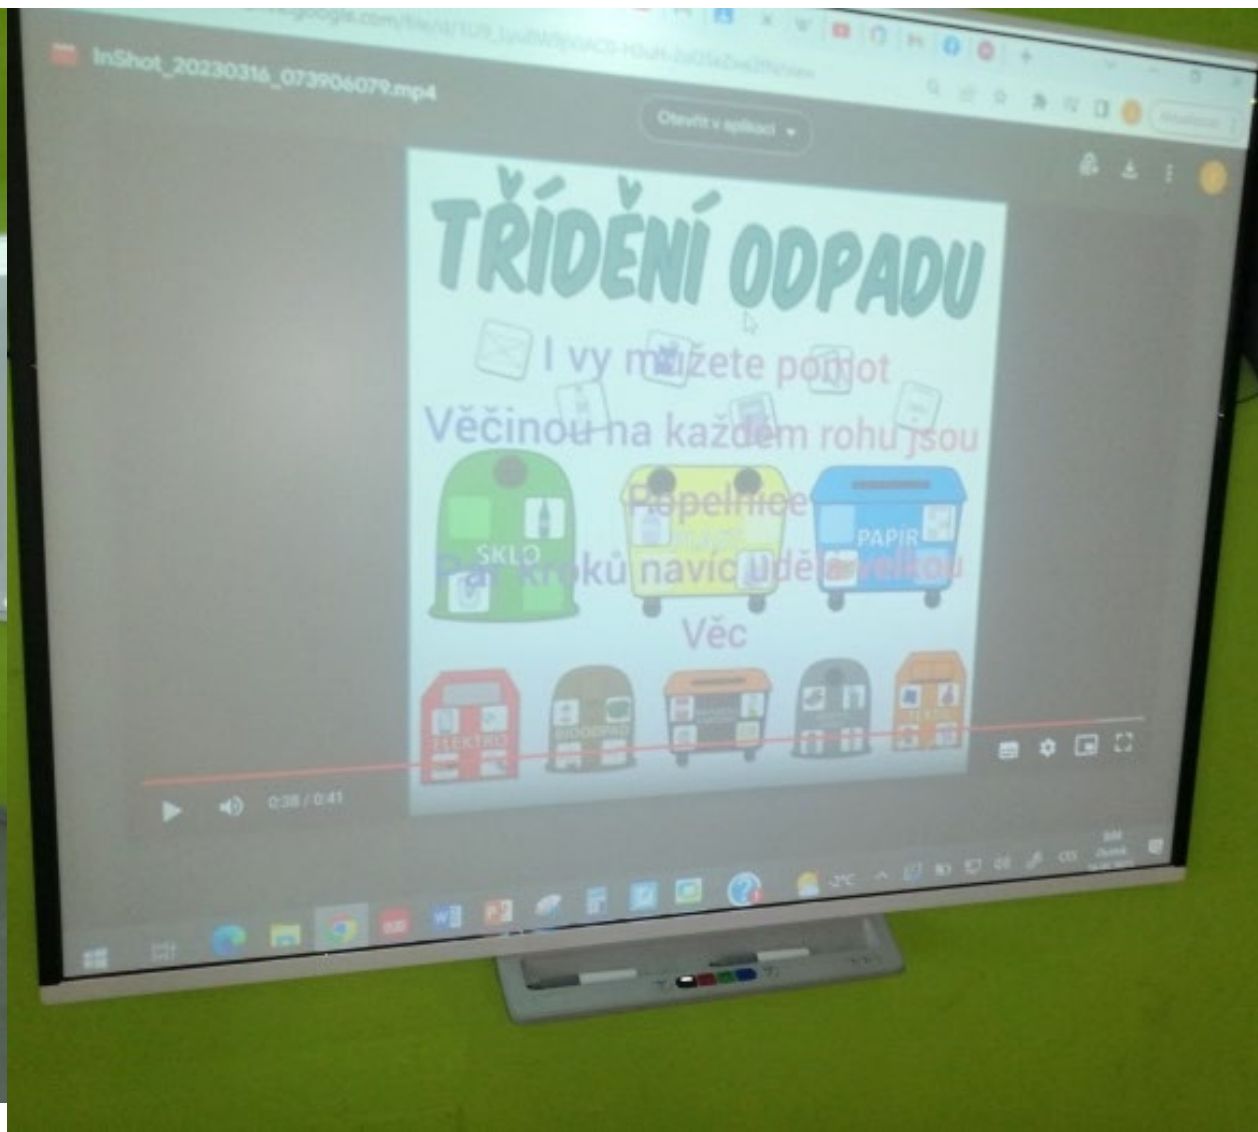 InShot_20230316_073906079.mp4
Otevřít v aplikaci
TŘÍDĚNÍ ODPADU
I vy můžete pomot
Věčinou na každém rohu jsou
Popelnice
SKLO
PAPÍR
Pár kroků navíc udělá velkou
Věc
ELEKTRO
BIOODPAD
0:38 / 0:41
-2°C
CES